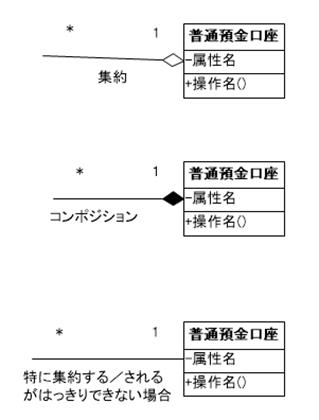 * 1 普通預金口座
-属性名
集約 +操作名()
* 1 普通預金口座
-属性名
コンポジション +操作名()
* 1 普通預金口座
-属性名
特に集約する／される +操作名()
がはっきりできない場合